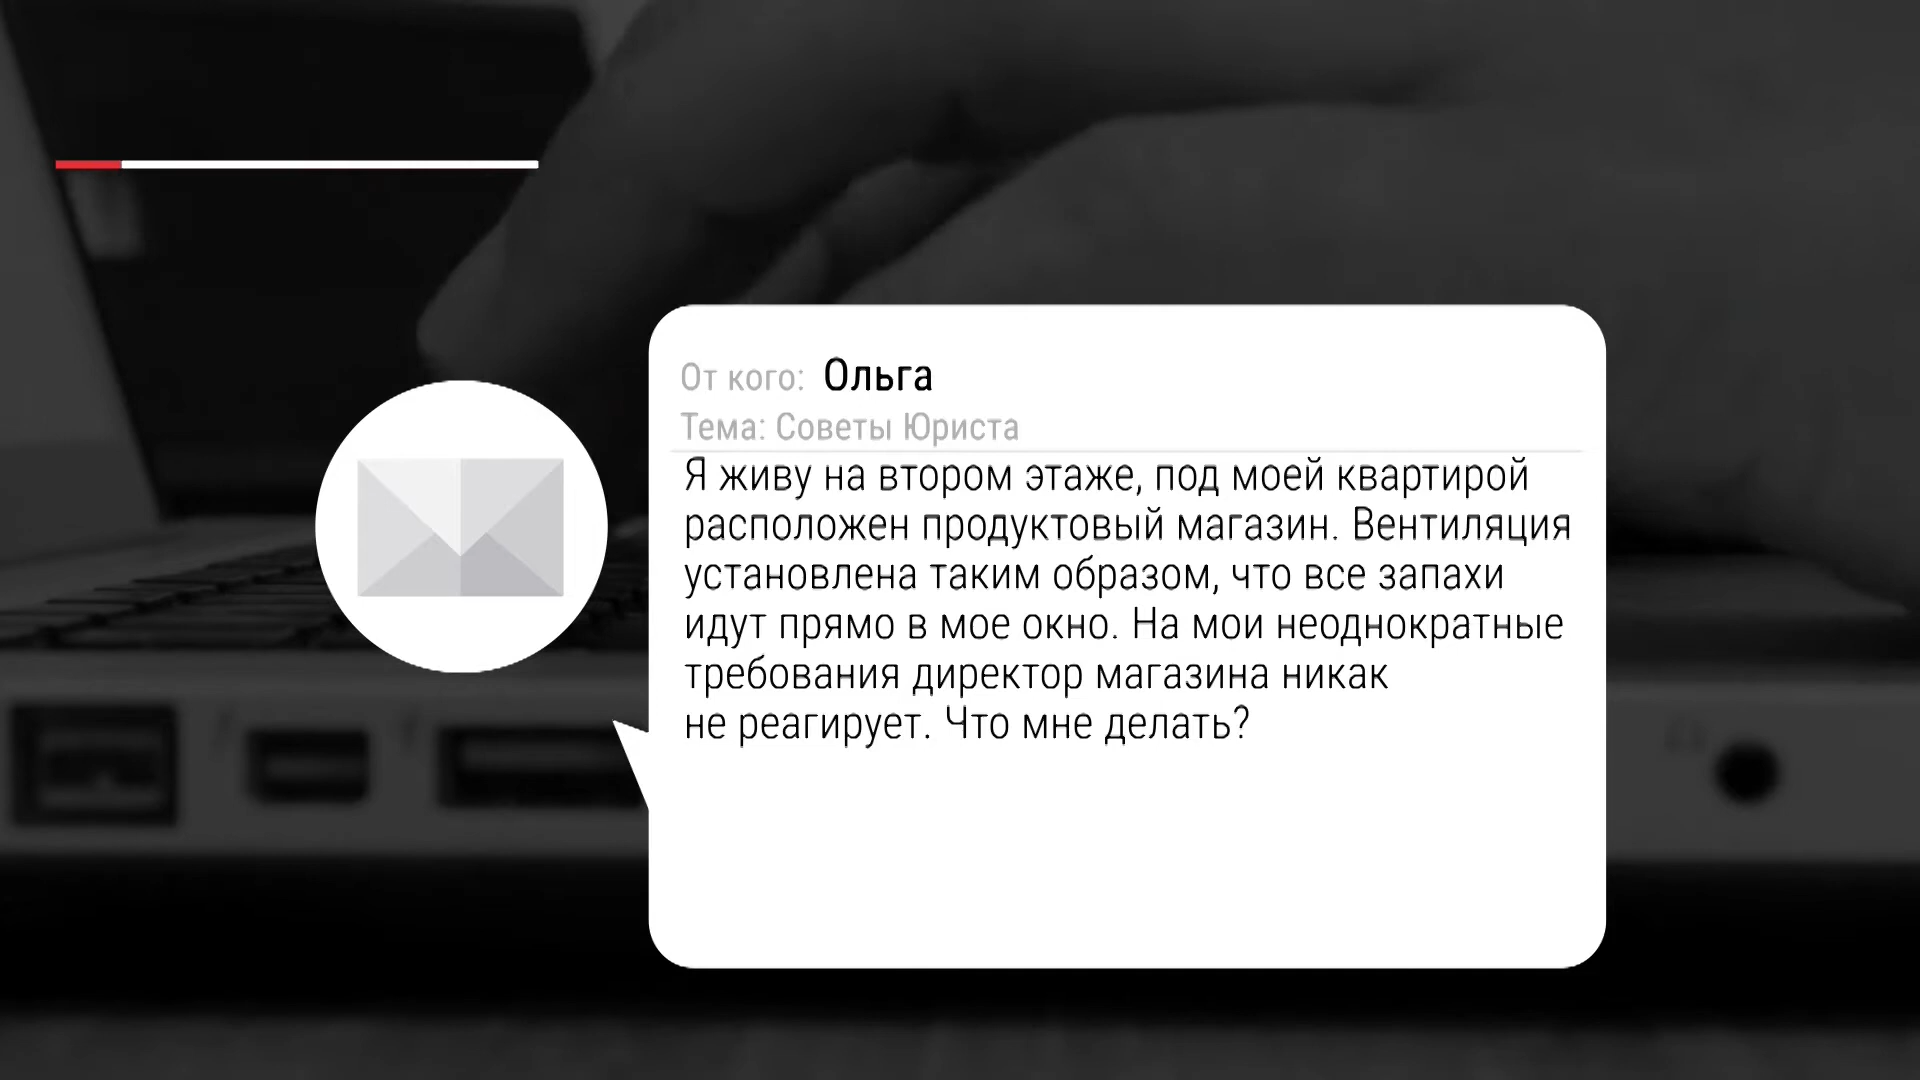 От кого: Ольга
Тема: Советы Юриста
Я живу на втором этаже, под моей квартирой
расположен продуктовый магазин. Вентиляция
установлена таким образом, что все запахи
идут прямо в мое окно. На мои неоднократные
требования директор магазина никак
не реагирует. Что мне делать?